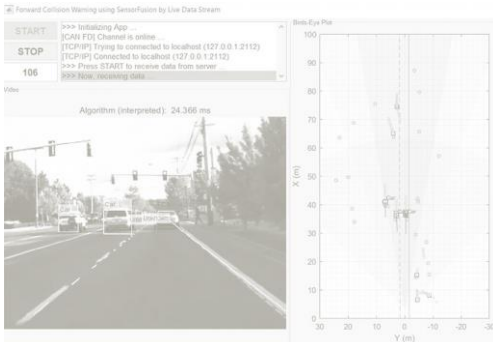 Forward Collision Warning using SensorFusion by Live Data Stream
START
STOP
106
>>> Initializing App ...
[CAN FD] Channel is online ...
[TCP/IP] Trying to connected to localhost (127.0.0.1:2112)
[TCP/IP] Connected to localhost (127.0.0.1:2112)
>>> Press START to receive data from server ...
>>> Now, receiving data ...
Video
Algorithm (interpreted): 24.366 ms
car
Birds-Eye Plot
100
90
80
70
60
50
40
30
20
10
0
X (m)
30 20 10 0 -10 -20 -30
Y (m)